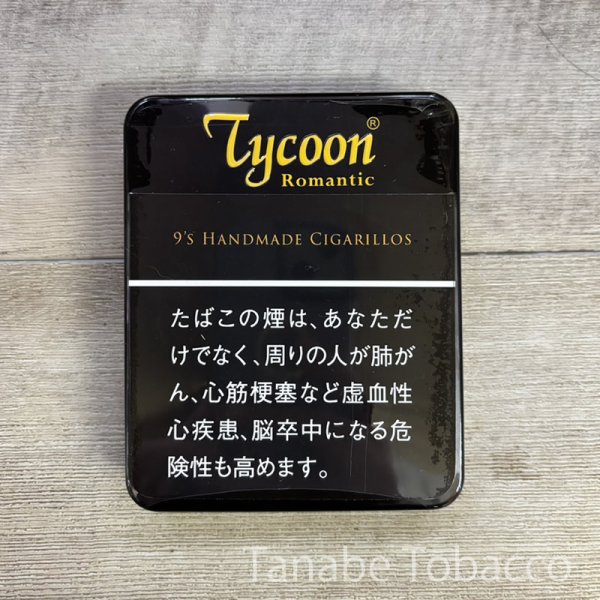 Tycoon®
Romantic
9's Handmade Cigarillos
たばこの煙は、あなただ
けでなく、周りの人が肺が
ん、心筋梗塞など虚血性
心疾患、脳卒中になる危
険性も高めます。
Tanabe Tobacco